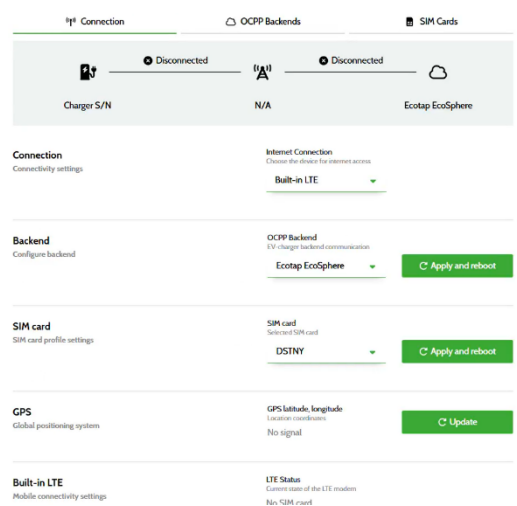 Connection
OCPP Backends
SIM Cards
Disconnected
Disconnected
Charger S/N
N/A
Ecotap EcoSphere
Connection
Connectivity settings
Internet Connection
Choose the device for internet access
Built-in LTE
Backend
Configure backend
OCPP Backend
EV-charger backend communication
Ecotap EcoSphere
Apply and reboot
SIM card
SIM card profile settings
SIM card
Selected SIM card
DSTNY
Apply and reboot
GPS
Global positioning system
GPS latitude, longitude
Location coordinates
No signal
Update
Built-in LTE
Mobile connectivity settings
LTE Status
Current state of the LTE modem
No SIM card